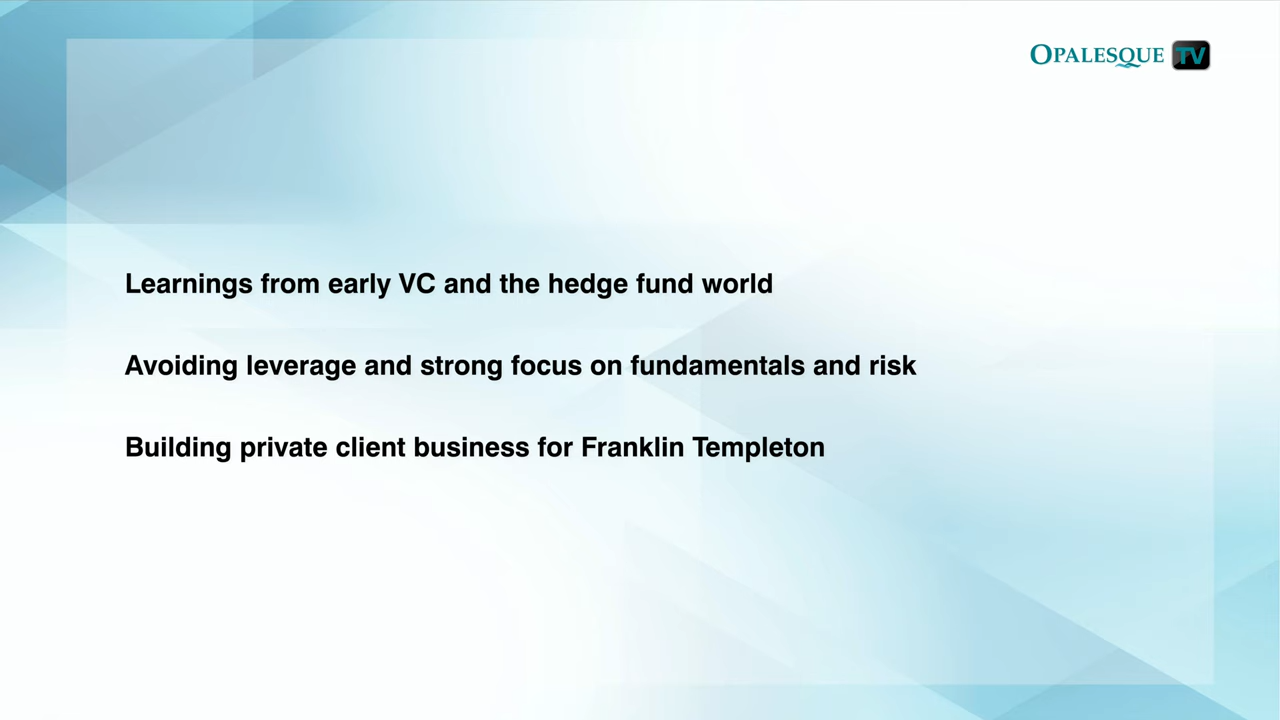 OPALESQUE TV
Learnings from early VC and the hedge fund world
Avoiding leverage and strong focus on fundamentals and risk
Building private client business for Franklin Templeton